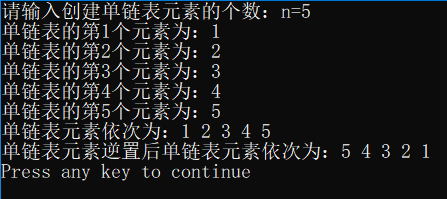 请输入创建单链表元素的个数：n=5
单链表的第1个元素为：1
单链表的第2个元素为：2
单链表的第3个元素为：3
单链表的第4个元素为：4
单链表的第5个元素为：5
单链表元素依次为：1 2 3 4 5
单链表元素逆置后单链表元素依次为：5 4 3 2 1
Press any key to continue